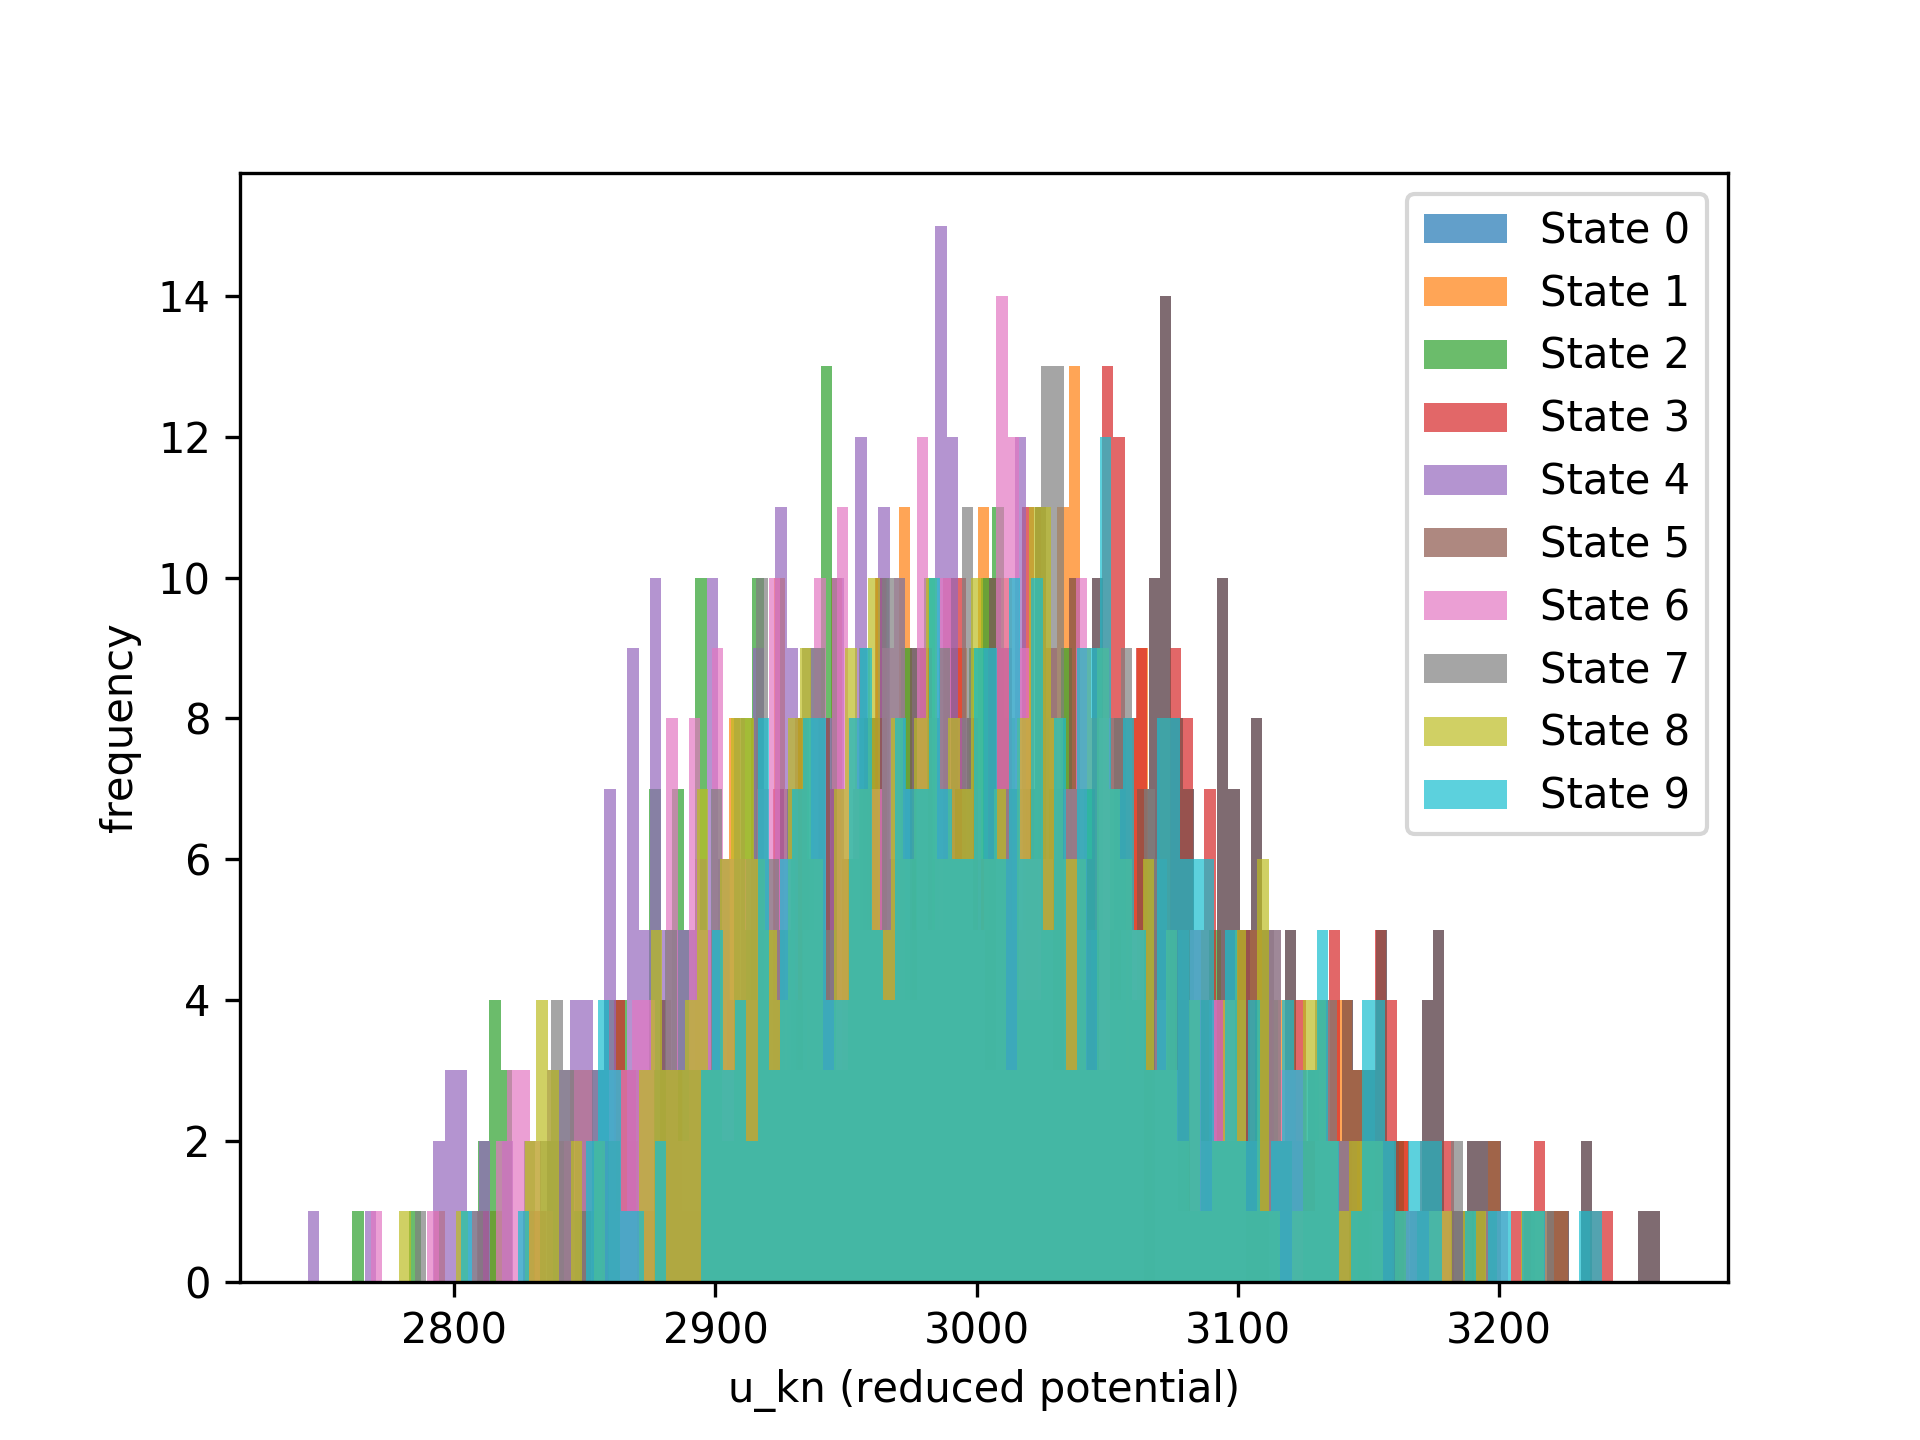 State 0
State 1
State 2
State 3
State 4
State 5
State 6
State 7
State 8
State 9
frequency
14
12
10
8
6
4
2
0
2800 2900 3000 3100 3200
u_kn (reduced potential)